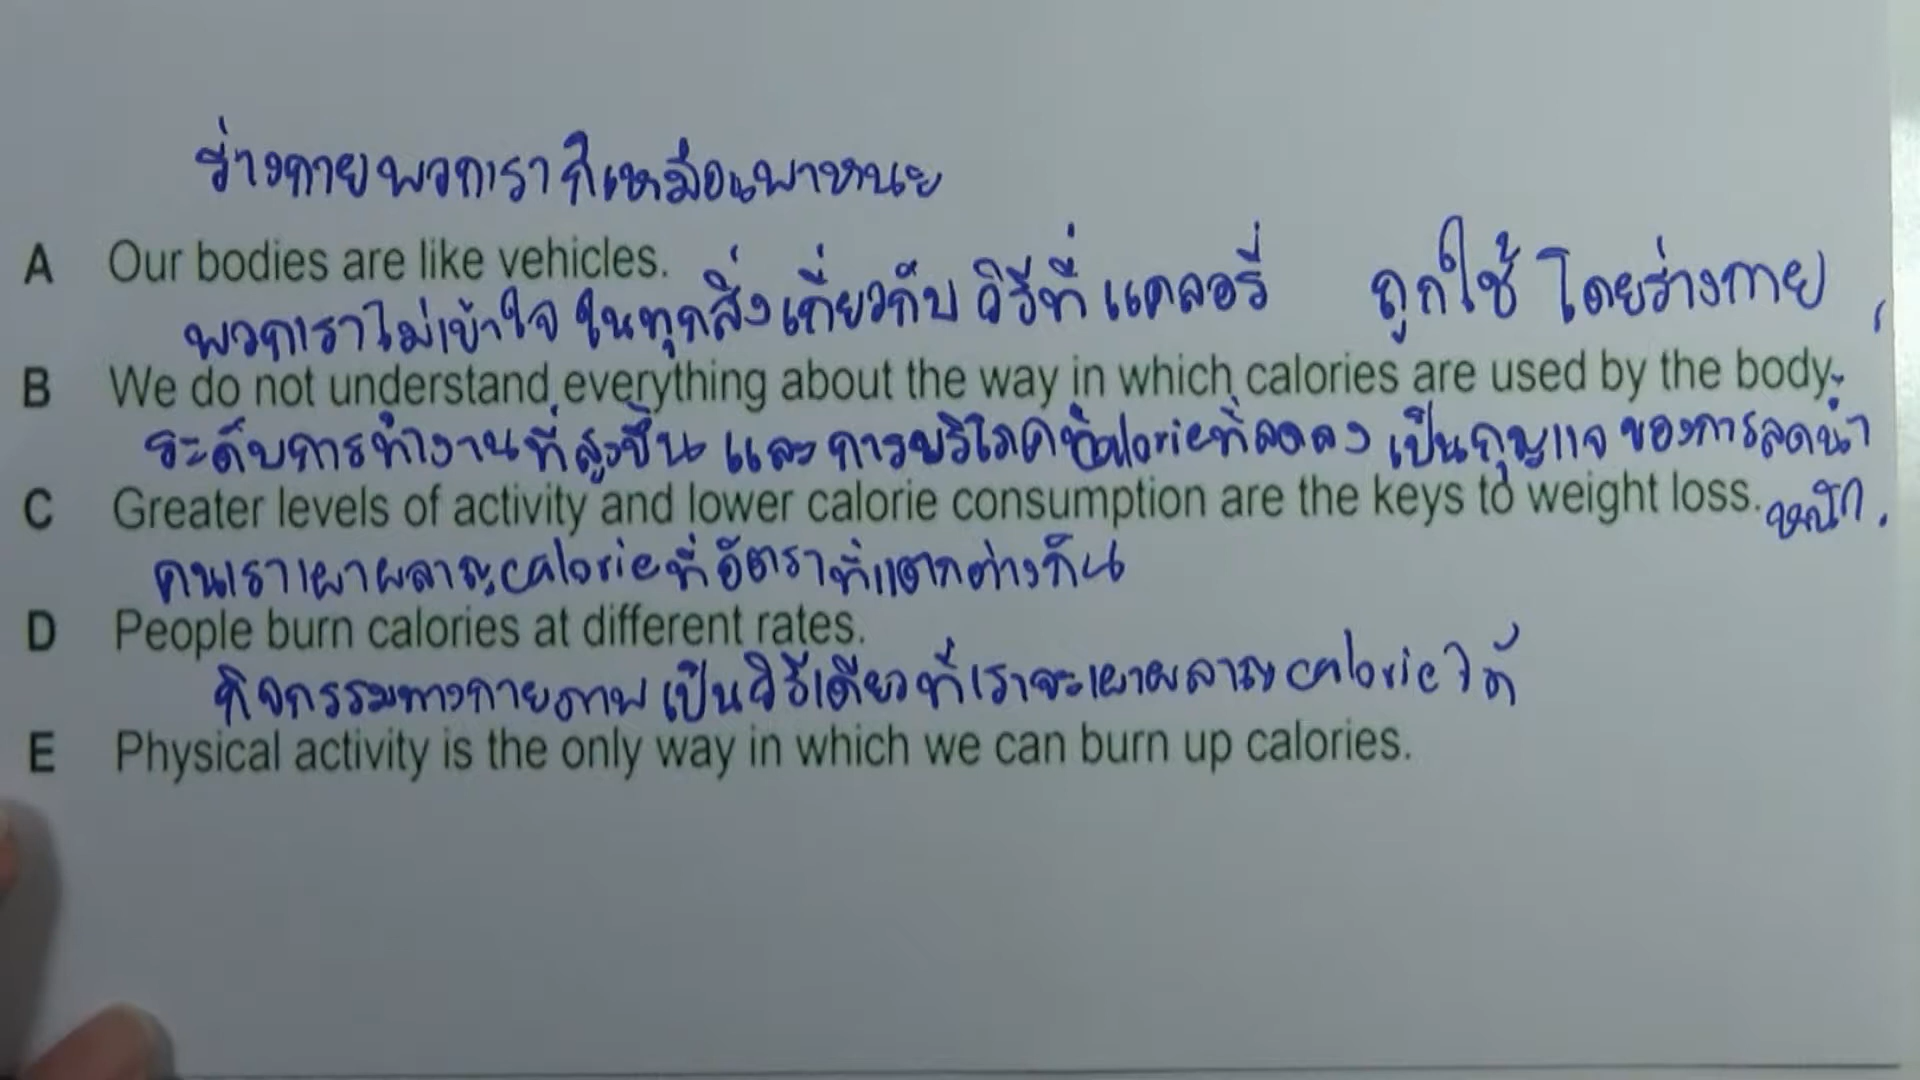 ร่างกายพวกเราก็เหมือนพาหนะ
A Our bodies are like vehicles.
พวกเราไม่เข้าใจในทุกสิ่งเกี่ยวกับวิธีที่แคลอรี่ ถูกใช้โดยร่างกาย
B We do not understand everything about the way in which calories are used by the body.
ระดับการทำงานที่สูงขึ้น และการบริโภคcalorieที่ลดลง เป็นกุญแจของการลดน้ำ
C Greater levels of activity and lower calorie consumption are the keys to weight loss.
หนัก.
คนเราเผาผลาญcalorieที่อัตราที่แตกต่างกัน
D People burn calories at different rates.
กิจกรรมทางกายภาพเป็นวิธีเดียวที่เราจะเผาผลาญcalorieได้
E Physical activity is the only way in which we can burn up calories.